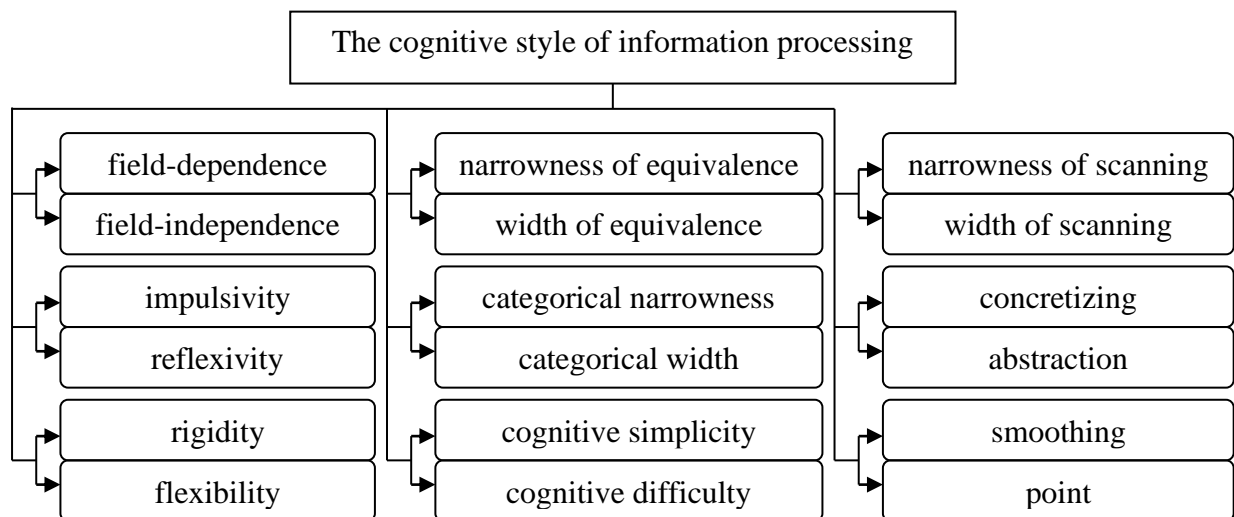 The cognitive style of information processing
field-dependence
field-independence
impulsivity
reflexivity
rigidity
flexibility
narrowness of equivalence
width of equivalence
categorical narrowness
categorical width
cognitive simplicity
cognitive difficulty
narrowness of scanning
width of scanning
concretizing
abstraction
smoothing
point